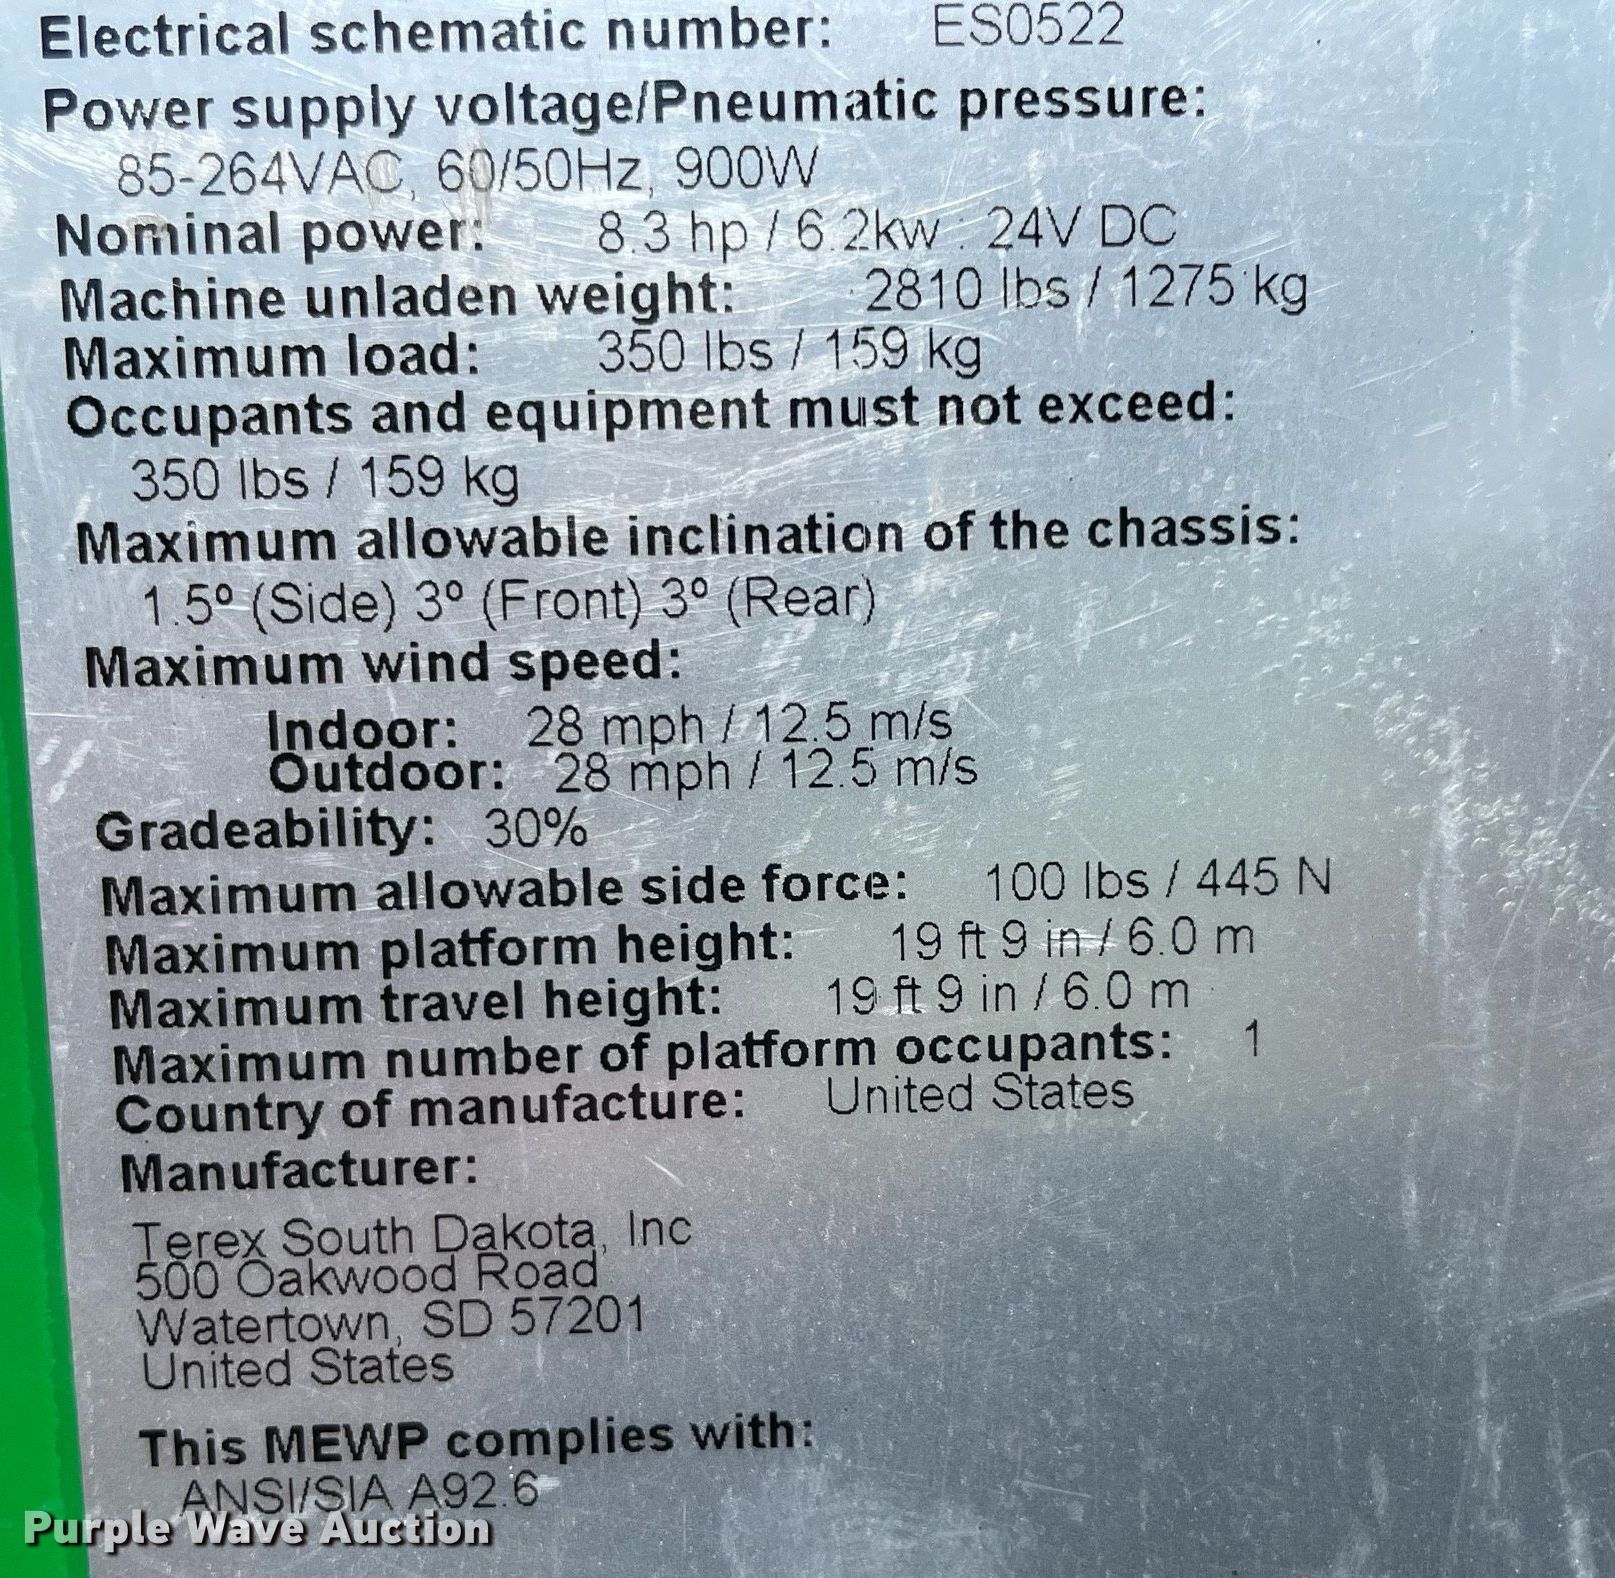 Electrical schematic number: ES0522
Power supply voltage/Pneumatic pressure:
85-264VAC, 60/50Hz, 900W
Nominal power: 8.3 hp / 6.2kw : 24V DC
Machine unladen weight: 2810 lbs / 1275 kg
Maximum load: 350 lbs / 159 kg
Occupants and equipment must not exceed:
350 lbs / 159 kg
Maximum allowable inclination of the chassis:
1.5º (Side) 3º (Front) 3º (Rear)
Maximum wind speed:
Indoor: 28 mph / 12.5 m/s
Outdoor: 28 mph / 12.5 m/s
Gradeability: 30%
Maximum allowable side force: 100 lbs / 445 N
Maximum platform height: 19 ft 9 in / 6.0 m
Maximum travel height: 19 ft 9 in / 6.0 m
Maximum number of platform occupants: 1
Country of manufacture: United States
Manufacturer:
Terex South Dakota, Inc
500 Oakwood Road
Watertown, SD 57201
United States
This MEWP complies with:
ANSI/SIA A92.6
Purple Wave Auction